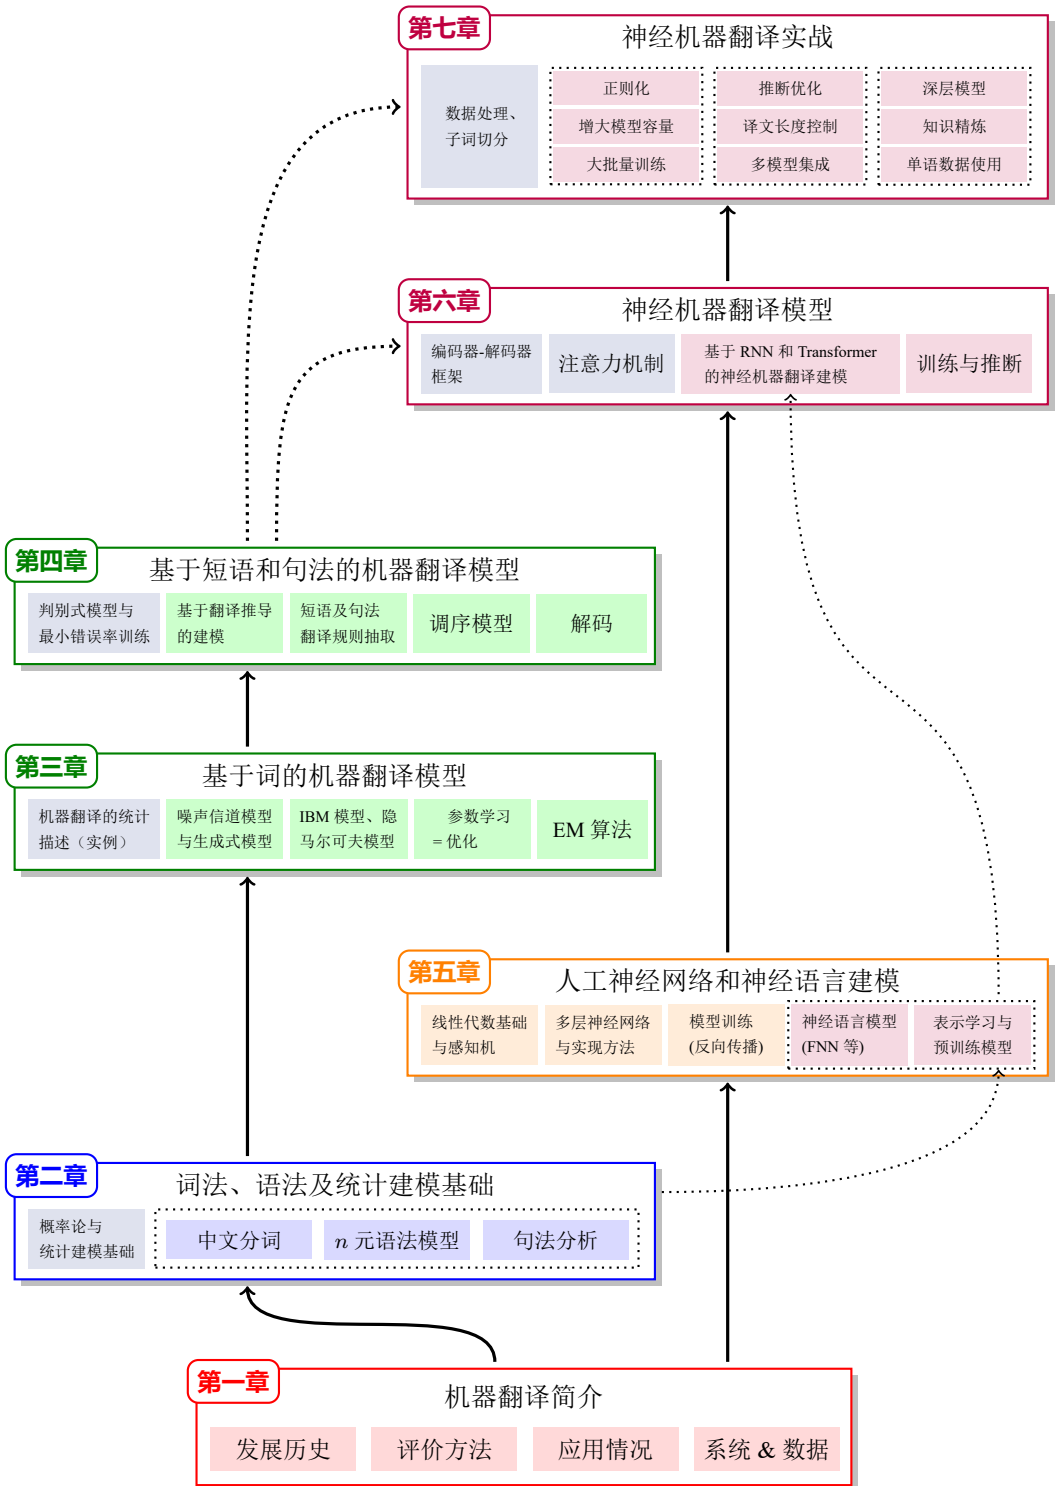 第七章
神经机器翻译实战
数据处理、
子词切分
正则化
增大模型容量
大批量训练
推断优化
译文长度控制
多模型集成
深层模型
知识精炼
单语数据使用
第六章
神经机器翻译模型
编码器-解码器
框架
注意力机制
基于 RNN 和 Transformer
的神经机器翻译建模
训练与推断
第四章
基于短语和句法的机器翻译模型
判别式模型与
最小错误率训练
基于翻译推导
的建模
短语及句法
翻译规则抽取
调序模型
解码
第三章
基于词的机器翻译模型
机器翻译的统计
描述（实例）
噪声信道模型
与生成式模型
IBM 模型、隐
马尔可夫模型
参数学习
= 优化
EM 算法
第五章
人工神经网络和神经语言建模
线性代数基础
与感知机
多层神经网络
与实现方法
模型训练
(反向传播)
神经语言模型
(FNN 等)
表示学习与
预训练模型
第二章
词法、语法及统计建模基础
概率论与
统计建模基础
中文分词
n 元语法模型
句法分析
第一章
机器翻译简介
发展历史
评价方法
应用情况
系统 & 数据